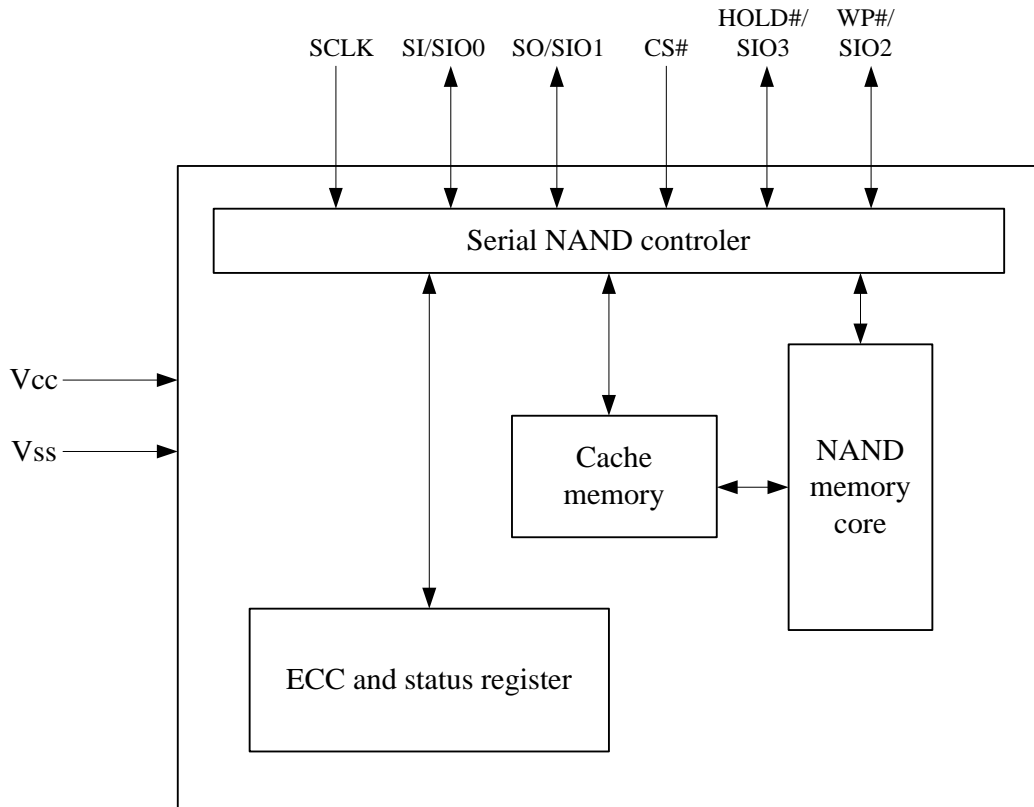 HOLD#/ WP#/
SCLK SI/SIO0 SO/SIO1 CS# SIO3 SIO2
Serial NAND controler
Vcc
Vss
Cache
memory
NAND
memory
core
ECC and status register